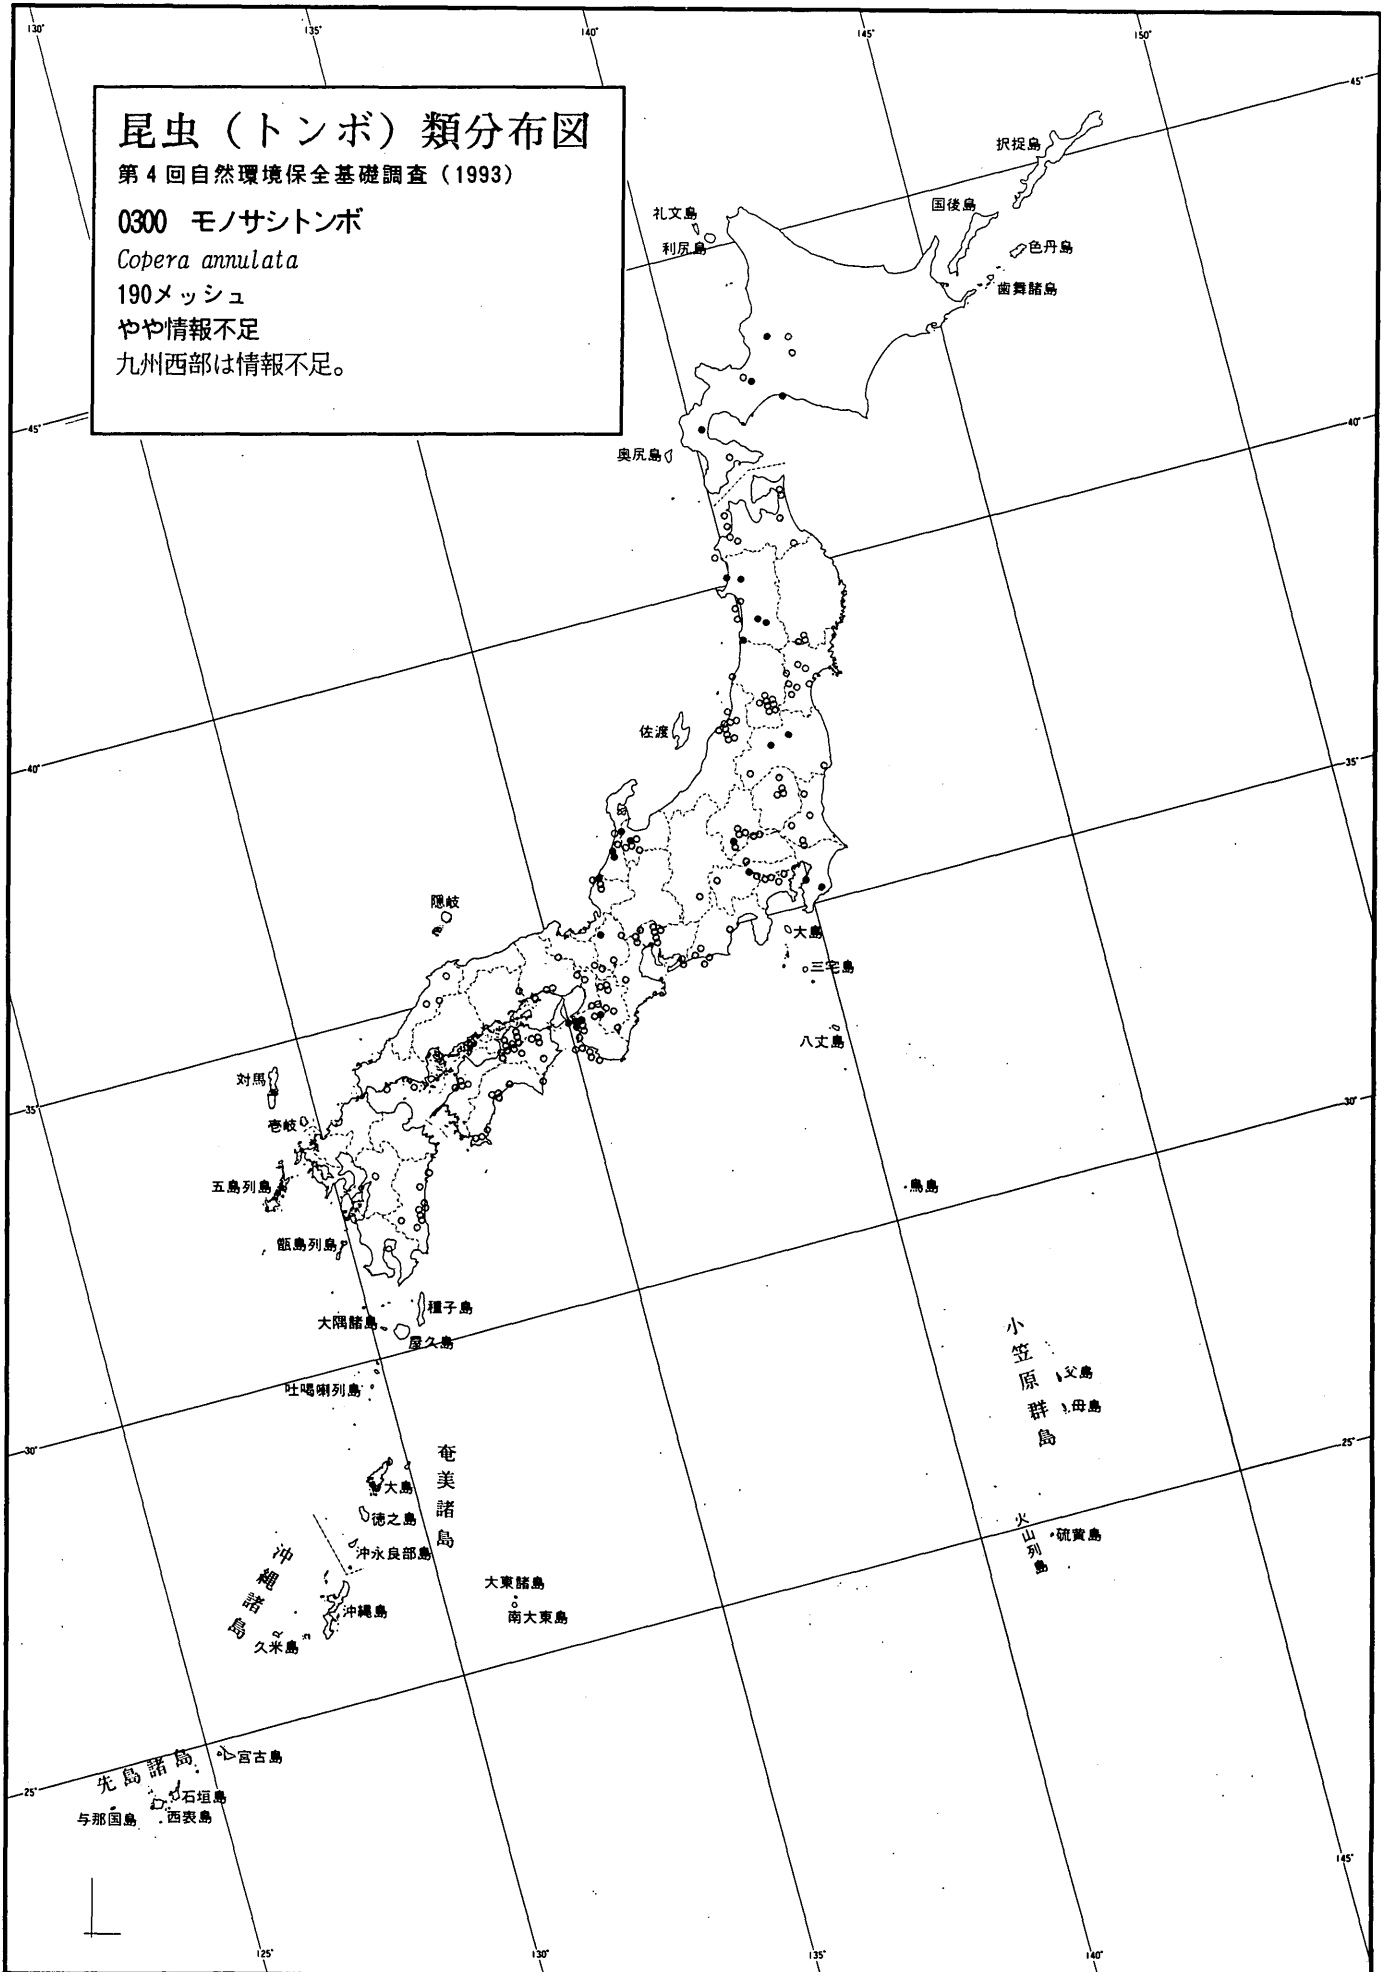 130°
135°
140°
145°
150°
昆虫（トンボ）類分布図
第4回自然環境保全基礎調査（1993）
0300 モノサシトンボ
Copera annulata
190メッシュ
やや情報不足
九州西部は情報不足。
45°
択捉島
国後島
礼文島
利尻島
色丹島
歯舞諸島
45°
40°
奥尻島
佐渡
40°
35°
隠岐
大島
三宅島
八丈島
対馬
35°
壱岐
30°
五島列島
鳥島
甑島列島
種子島
大隅諸島
屋久島
吐喝喇列島
小笠原群島
父島
母島
30°
25°
奄美諸島
大島
徳之島
沖永良部島
火山列島
硫黄島
沖縄諸島
大東諸島
南大東島
沖縄島
久米島
先島諸島
宮古島
25°
石垣島
与那国島
西表島
145°
125°
130°
135°
140°